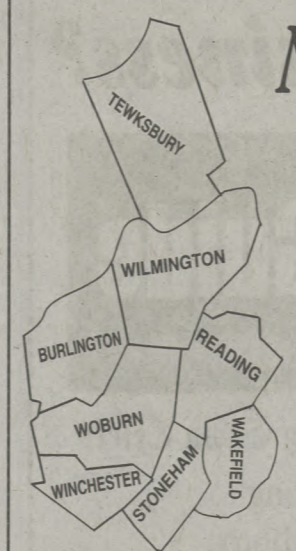 TEWKSBURY
WILMINGTON
BURLINGTON
READING
WOBURN
WAKEFIELD
WINCHESTER
STONEHAM